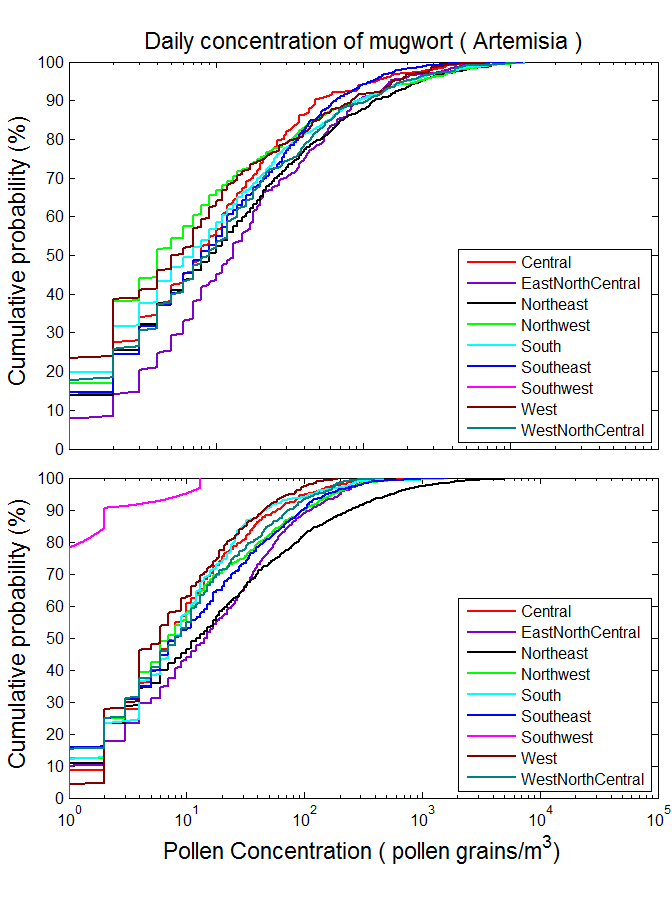 Daily concentration of mugwort ( Artemisia )
Cumulative probability (%)
100
90
80
70
60
50
40
30
20
10
0
Central
EastNorthCentral
Northeast
Northwest
South
Southeast
Southwest
West
WestNorthCentral
Cumulative probability (%)
100
90
80
70
60
50
40
30
20
10
0
Central
EastNorthCentral
Northeast
Northwest
South
Southeast
Southwest
West
WestNorthCentral
10^0 10^1 10^2 10^3 10^4 10^5
Pollen Concentration ( pollen grains/m^3)